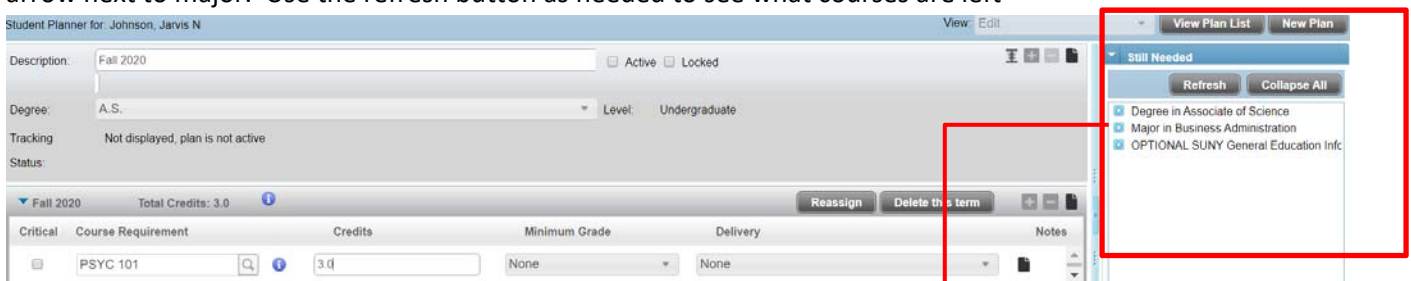 arrow next to major. Use the refresh button as needed to see what courses are left
Student Planner for: Johnson, Jarvis N View: Edit View Plan List New Plan
Description: Fall 2020 Active Locked
Still Needed
Refresh Collapse All
Degree: A.S. Level: Undergraduate
Degree in Associate of Science
Major in Business Administration
OPTIONAL SUNY General Education Infc
Tracking Not displayed, plan is not active
Status:
Fall 2020 Total Credits: 3.0 Reassign Delete this term
Critical Course Requirement Credits Minimum Grade Delivery Notes
PSYC 101 3.0 None None